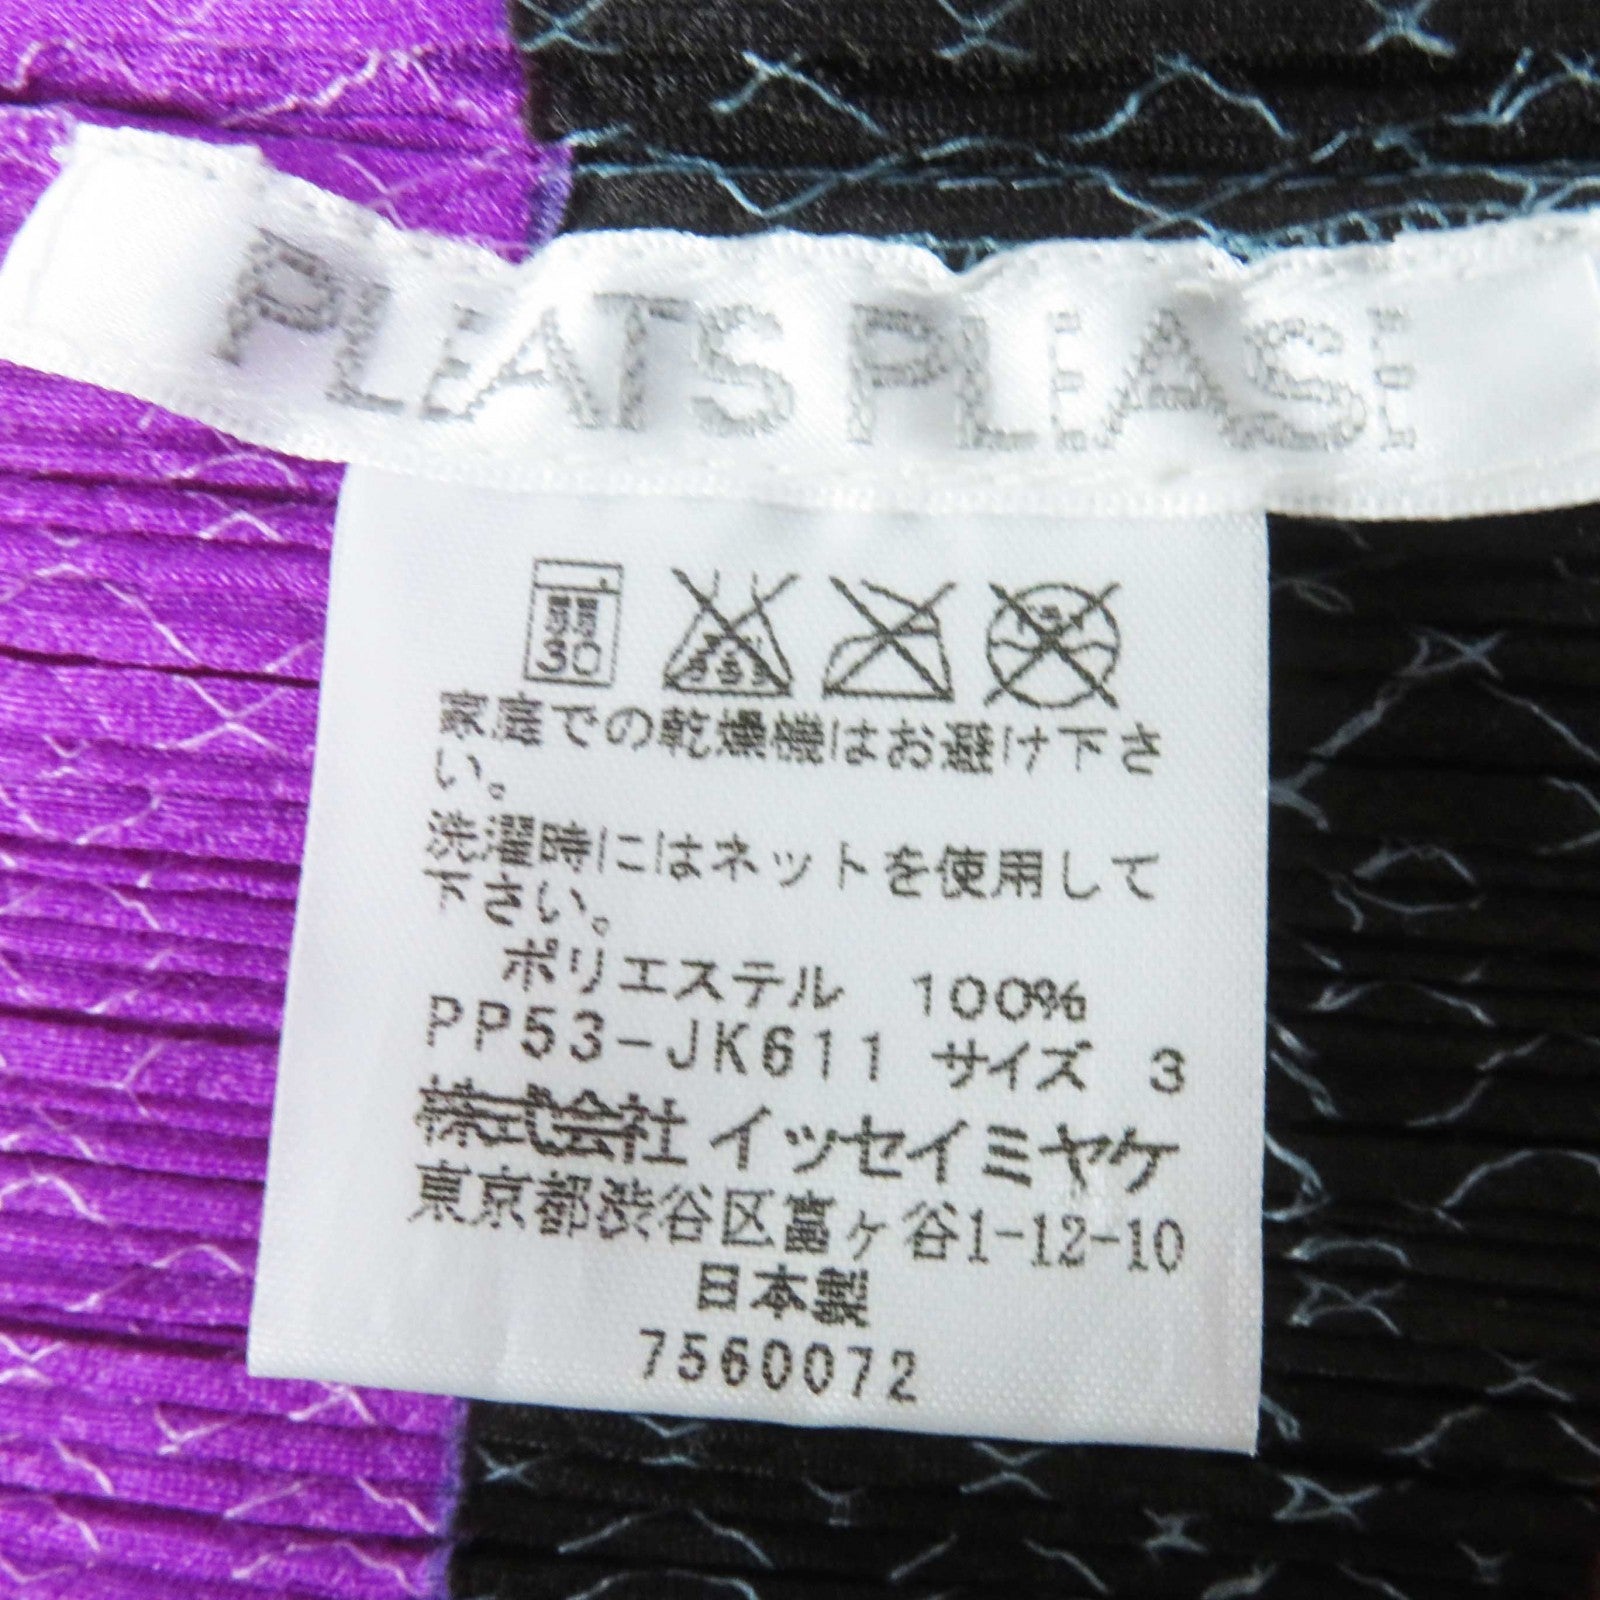 PLEATS PLEASE
30
高温での乾燥機はお避け下さ
い。
洗濯時にはネットを使用して
下さい。
ポリエステル 100%
PP53-JK611 サイズ 3
株式会社 イッセイミヤケ
東京都渋谷区富ヶ谷1-12-10
日本製
7560072